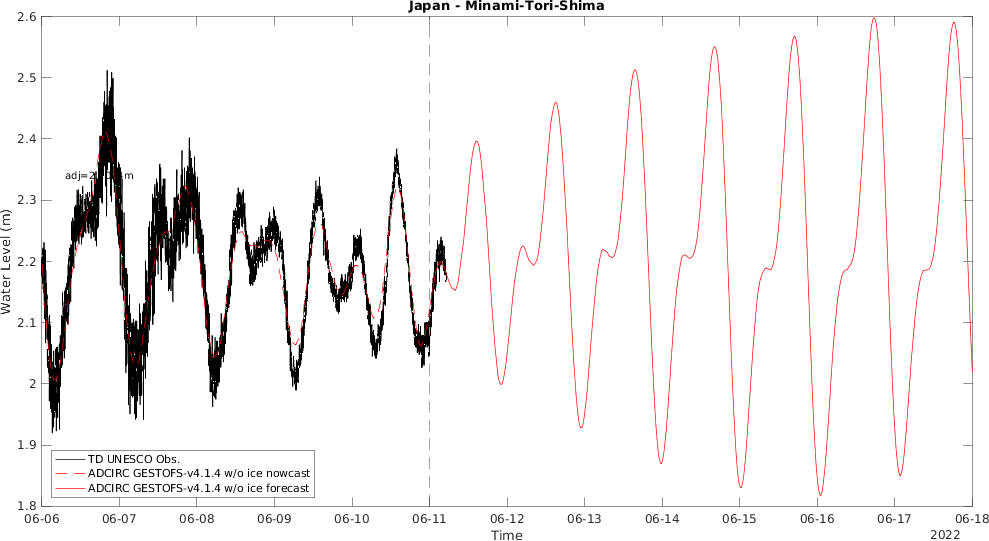 Japan - Minami-Tori-Shima
Water Level (m)
2.6
2.5
2.4
2.3
2.2
2.1
2
1.9
1.8
TD UNESCO Obs.
ADCIRC GESTOFS-v4.1.4 w/o ice nowcast
ADCIRC GESTOFS-v4.1.4 w/o ice forecast
06-06 06-07 06-08 06-09 06-10 06-11 06-12 06-13 06-14 06-15 06-16 06-17 06-18
Time
2022